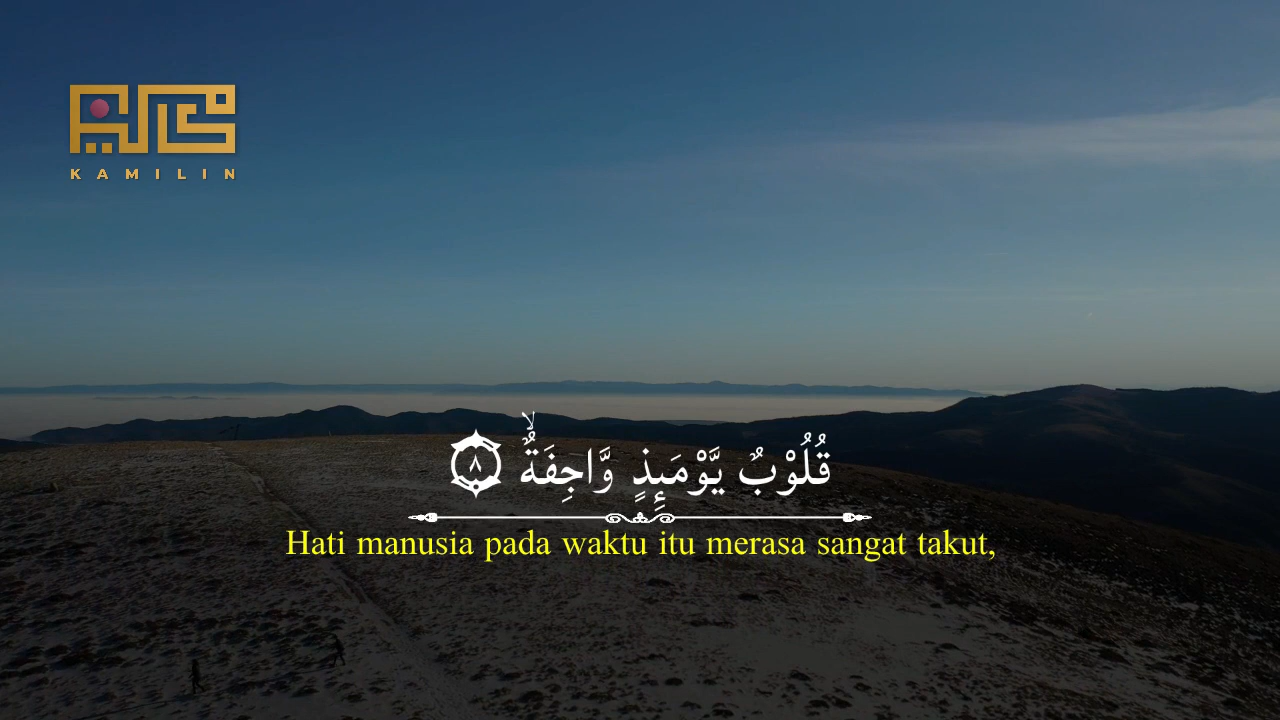 KAMILIN
قُلُوْبٌ يَّوْمَىِٕذٍ وَّاجِفَةٌۙ ٨
Hati manusia pada waktu itu merasa sangat takut,